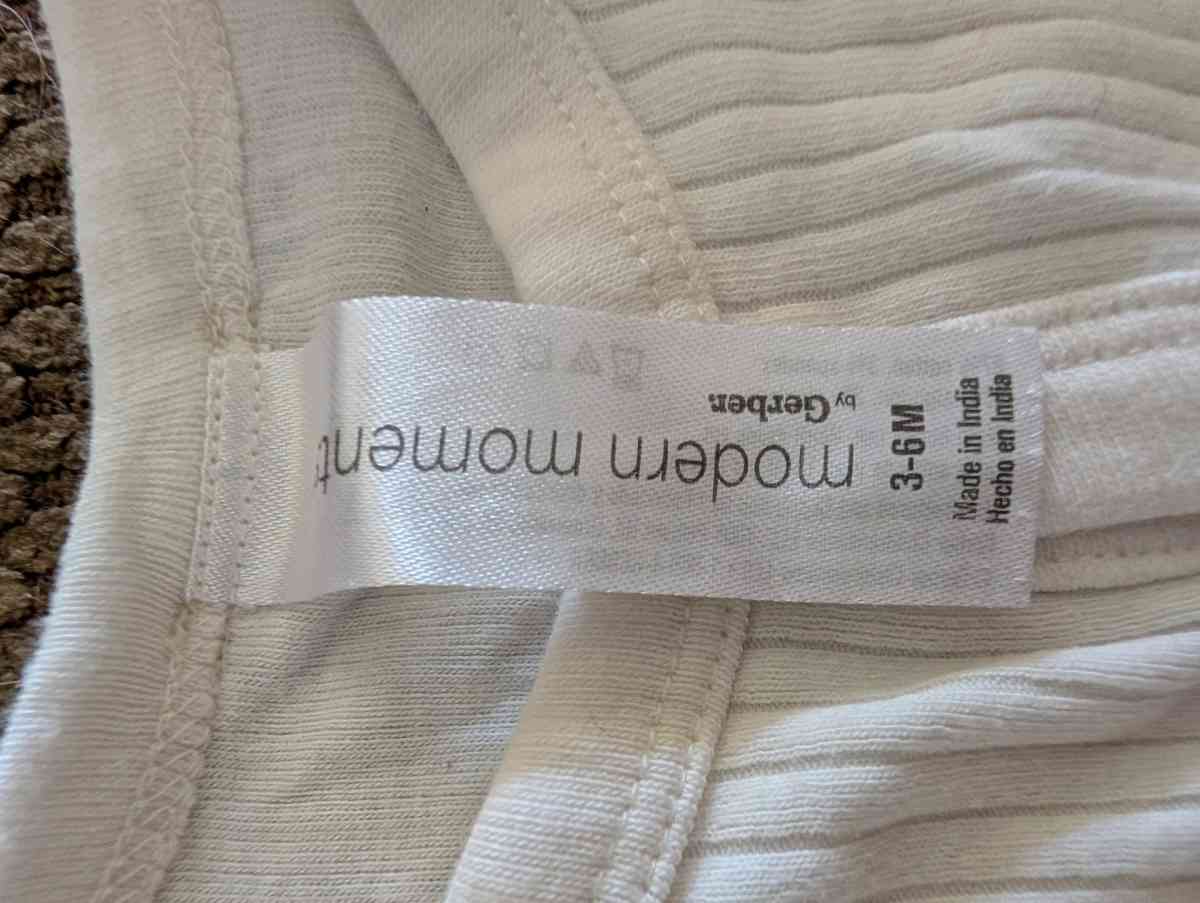 modern moment
by Gerber.
3-6M
Made in India
Hecho en India